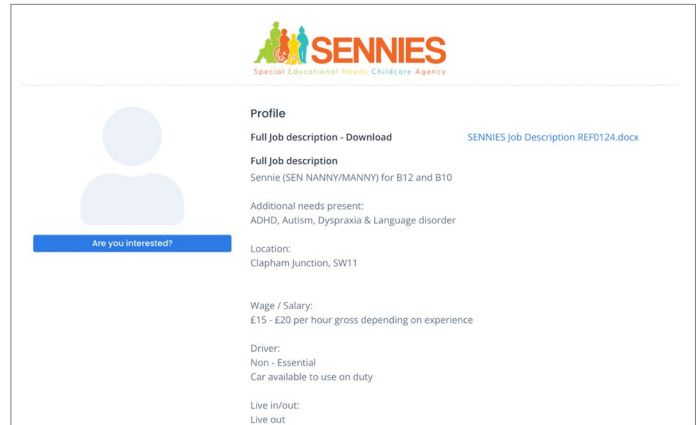 SENNIES
Special Educational Needs Childcare Agency
Profile
Full Job description - Download SENNIES Job Description REF0124.docx
Full Job description
Sennie (SEN NANNY/MANNY) for B12 and B10
Additional needs present:
ADHD, Autism, Dyspraxia & Language disorder
Are you interested?
Location:
Clapham Junction, SW11
Wage / Salary:
£15 - £20 per hour gross depending on experience
Driver:
Non - Essential
Car available to use on duty
Live in/out:
Live out